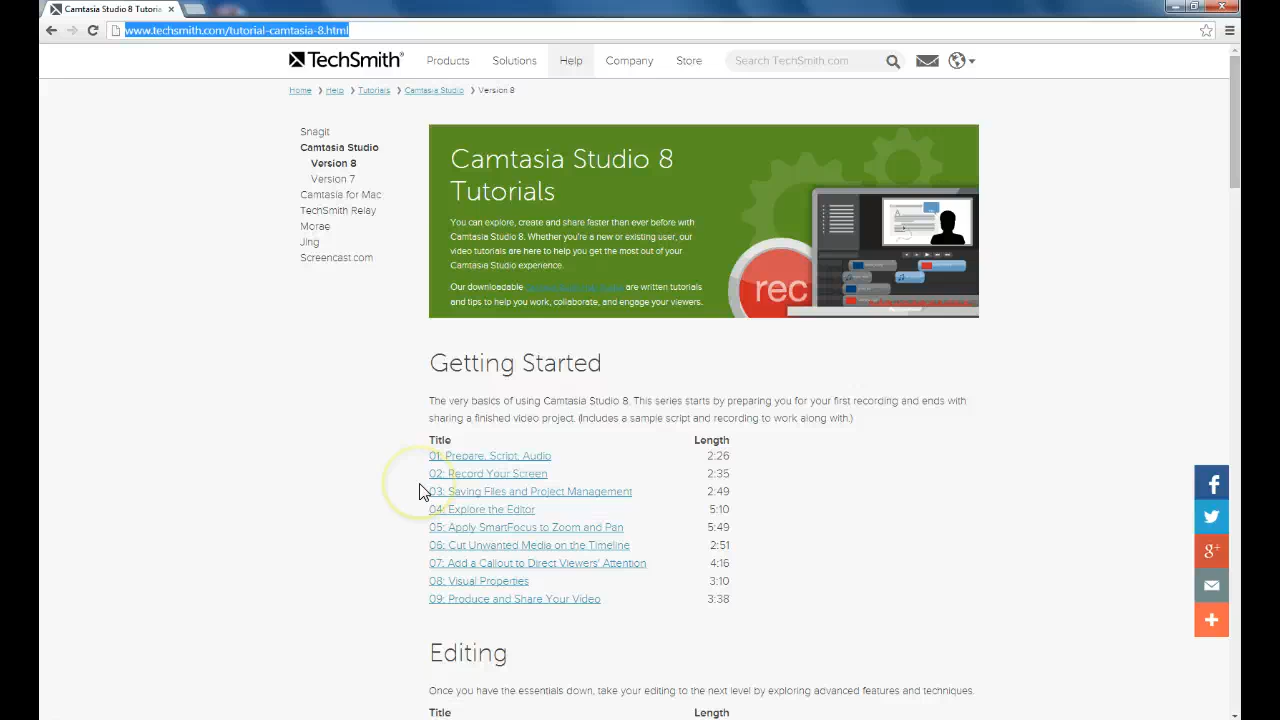 Camtasia Studio 8 Tutoria
www.techsmith.com/tutorial-camtasia-8.html
TechSmith Products Solutions Help Company Store Search TechSmith.com
Home > Help > Tutorials > Camtasia Studio > Version 8
Snagit
Camtasia Studio
Version 8
Version 7
Camtasia for Mac
TechSmith Relay
Morae
Jing
Screencast.com
Camtasia Studio 8
Tutorials
You can explore, create and share faster than ever before with
Camtasia Studio 8. Whether you're a new or existing user, our
video tutorials are here to help you get the most out of your
Camtasia Studio experience.
Our downloadable are written tutorials
and tips to help you work, collaborate, and engage your viewers.
rec
Getting Started
The very basics of using Camtasia Studio 8. This series starts by preparing you for your first recording and ends with
sharing a finished video project. (Includes a sample script and recording to work along with.)
Title Length
01: Prepare, Script, Audio 2:26
02: Record Your Screen 2:35
03: Saving Files and Project Management 2:49
04: Explore the Editor 5:10
05: Apply SmartFocus to Zoom and Pan 5:49
06: Cut Unwanted Media on the Timeline 2:51
07: Add a Callout to Direct Viewers' Attention 4:16
08: Visual Properties 3:10
09: Produce and Share Your Video 3:38
Editing
Once you have the essentials down, take your editing to the next level by exploring advanced features and techniques.
Title Length